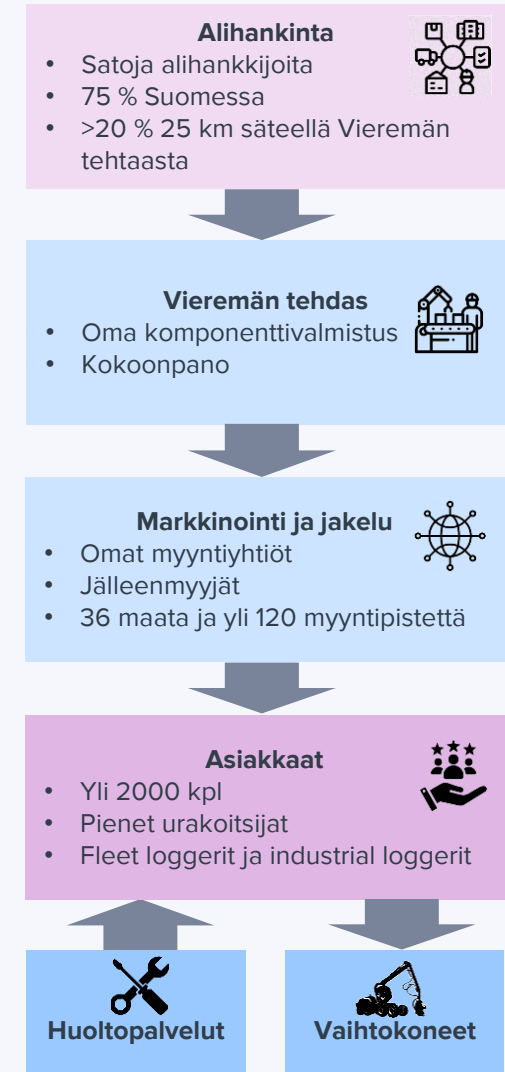 Alihankinta
• Satoja alihankkijoita
• 75 % Suomessa
• >20 % 25 km säteellä Vieremän
tehtaasta
Vieremän tehdas
• Oma komponenttivalmistus
• Kokoonpano
Markkinointi ja jakelu
• Omat myyntiyhtiöt
• Jälleenmyyjät
• 36 maata ja yli 120 myyntipistettä
Asiakkaat
• Yli 2000 kpl
• Pienet urakoitsijat
• Fleet loggerit ja industrial loggerit
Huoltopalvelut
Vaihtokoneet